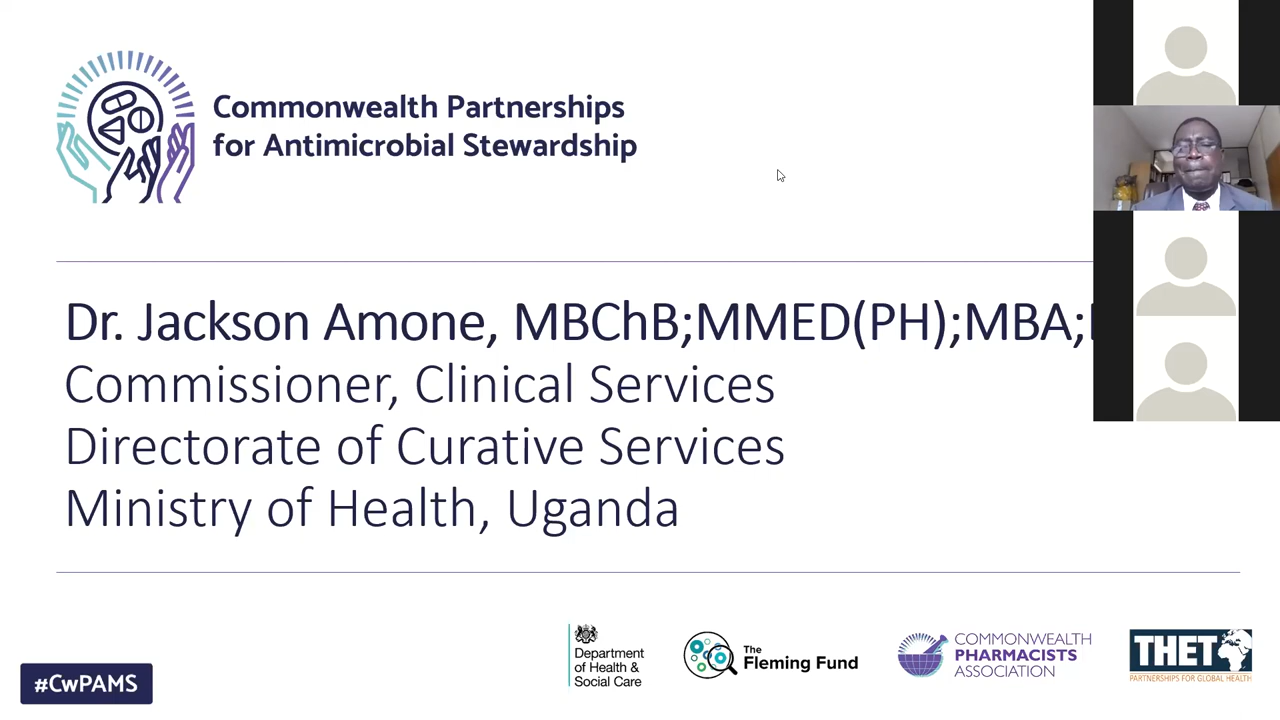 Commonwealth Partnerships
for Antimicrobial Stewardship
Dr. Jackson Amone, MBChB;MMED(PH);MBA;
Commissioner, Clinical Services
Directorate of Curative Services
Ministry of Health, Uganda
#CwPAMS
Department
of Health &
Social Care
The
Fleming Fund
COMMONWEALTH
PHARMACISTS
ASSOCIATION
THET
PARTNERSHIPS FOR GLOBAL HEALTH